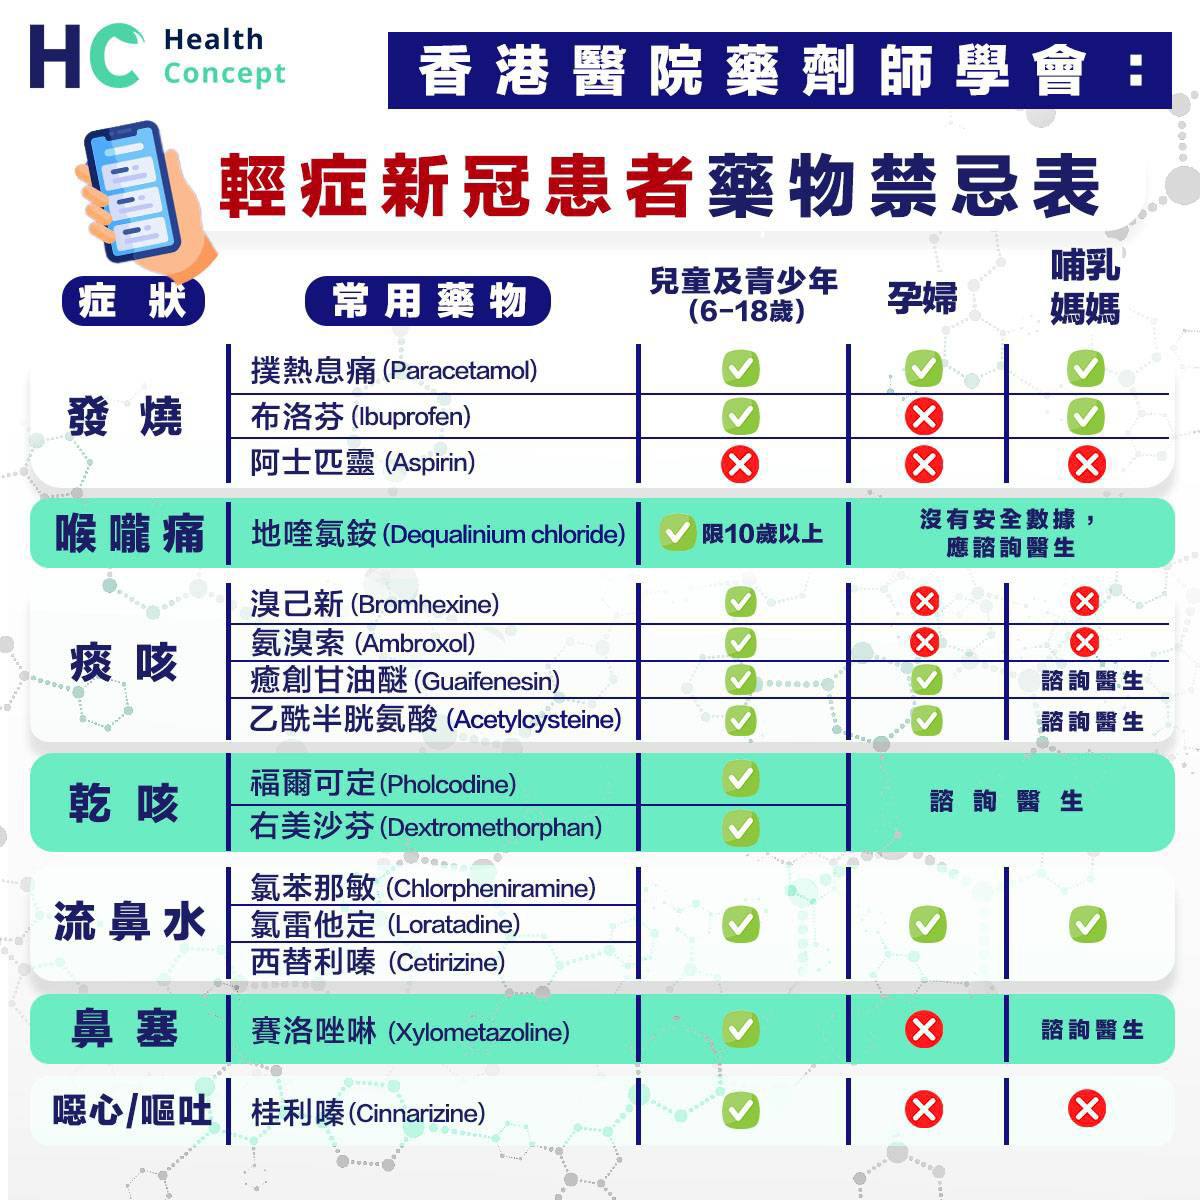 HC Health Concept
香港醫院藥劑師學會：
輕症新冠患者藥物禁忌表
症狀 常用藥物 兒童及青少年 (6-18歲) 孕婦 哺乳媽媽
發燒
撲熱息痛 (Paracetamol)
布洛芬 (Ibuprofen)
阿士匹靈 (Aspirin)
喉嚨痛 地喹氯銨 (Dequalinium chloride) 限10歲以上 沒有安全數據，
應諮詢醫生
痰咳
溴己新 (Bromhexine)
氨溴索 (Ambroxol)
癒創甘油醚 (Guaifenesin) 諮詢醫生
乙酰半胱氨酸 (Acetylcysteine) 諮詢醫生
乾咳
福爾可定 (Pholcodine)
右美沙芬 (Dextromethorphan)
諮詢醫生
流鼻水
氯苯那敏 (Chlorpheniramine)
氯雷他定 (Loratadine)
西替利嗪 (Cetirizine)
鼻塞 賽洛唑啉 (Xylometazoline) 諮詢醫生
噁心/嘔吐 桂利嗪 (Cinnarizine)